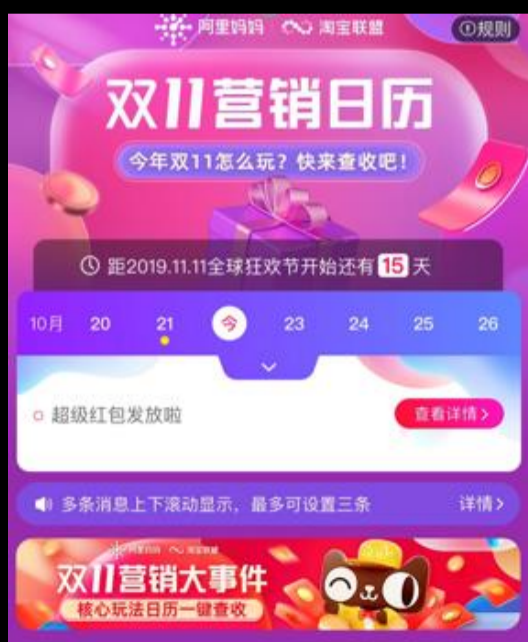 阿里妈妈 淘宝联盟
规则
双11营销日历
今年双11怎么玩？快来查收吧！
距2019.11.11全球狂欢节开始还有 15 天
10月 20 21 今 23 24 25 26
超级红包发放啦 查看详情>
多条消息上下滚动显示，最多可设置三条 详情>
阿里妈妈 淘宝联盟
双11营销大事件
核心玩法日历一键查收